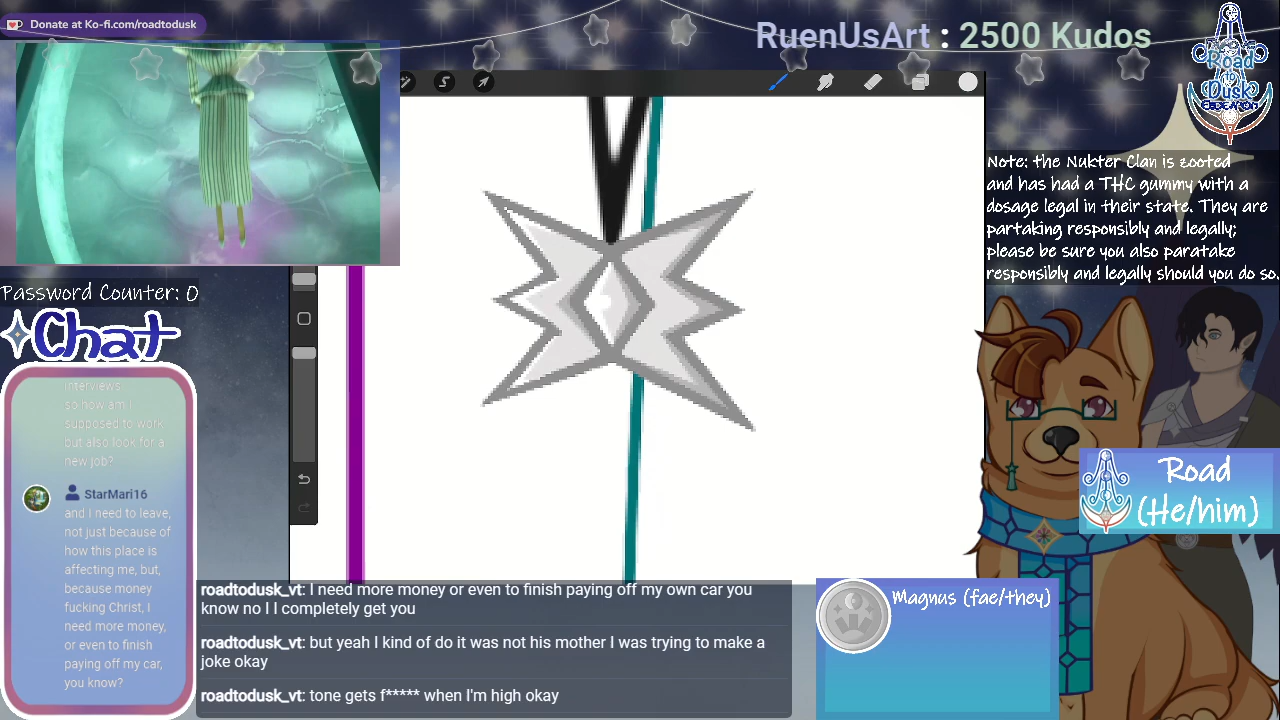 Donate at Ko-fi.com/roadtodusk
RuenUsArt : 2500 Kudos
Road
to
Dusk
Note: the Nukter Clan is zooted
and has had a THC gummy with a
dosage legal in their state. They are
partaking responsibly and legally;
please be sure you also paratake
responsibly and legally should you do so.
Password Counter: 0
Chat
interviews
so how am I
supposed to work
but also look for a
new job?
StarMari16
and I need to leave,
not just because of
how this place is
affecting me, but,
because money
fucking Christ, I
need more money,
or even to finish
paying off my car,
you know?
roadtodusk_vt: I need more money or even to finish paying off my own car you
know no I I completely get you
roadtodusk_vt: but yeah I kind of do it was not his mother I was trying to make a
joke okay
roadtodusk_vt: tone gets f***** when I'm high okay
Road
(He/him)
Magnus (fae/they)